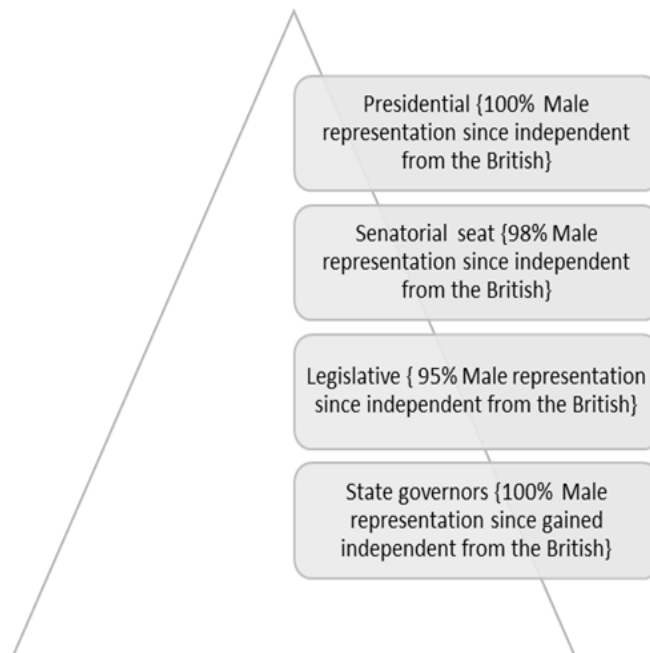 Presidential {100% Male
representation since independent
from the British}
Senatorial seat {98% Male
representation since independent
from the British}
Legislative { 95% Male representation
since independent from the British}
State governors {100% Male
representation since gained
independent from the British}